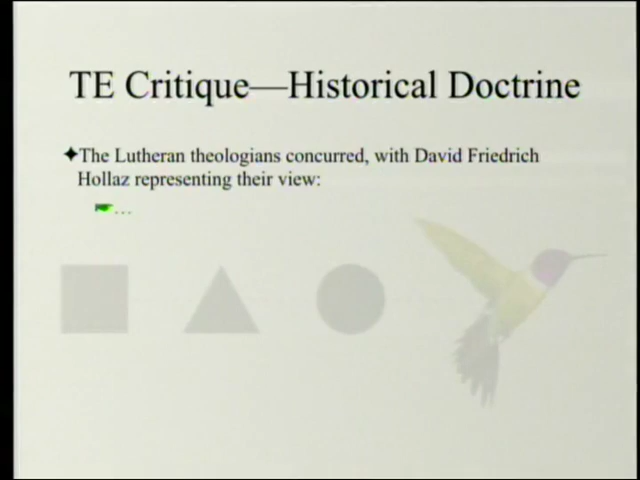 TE Critique—Historical Doctrine
✦The Lutheran theologians concurred, with David Friedrich
Hollaz representing their view:
☛…